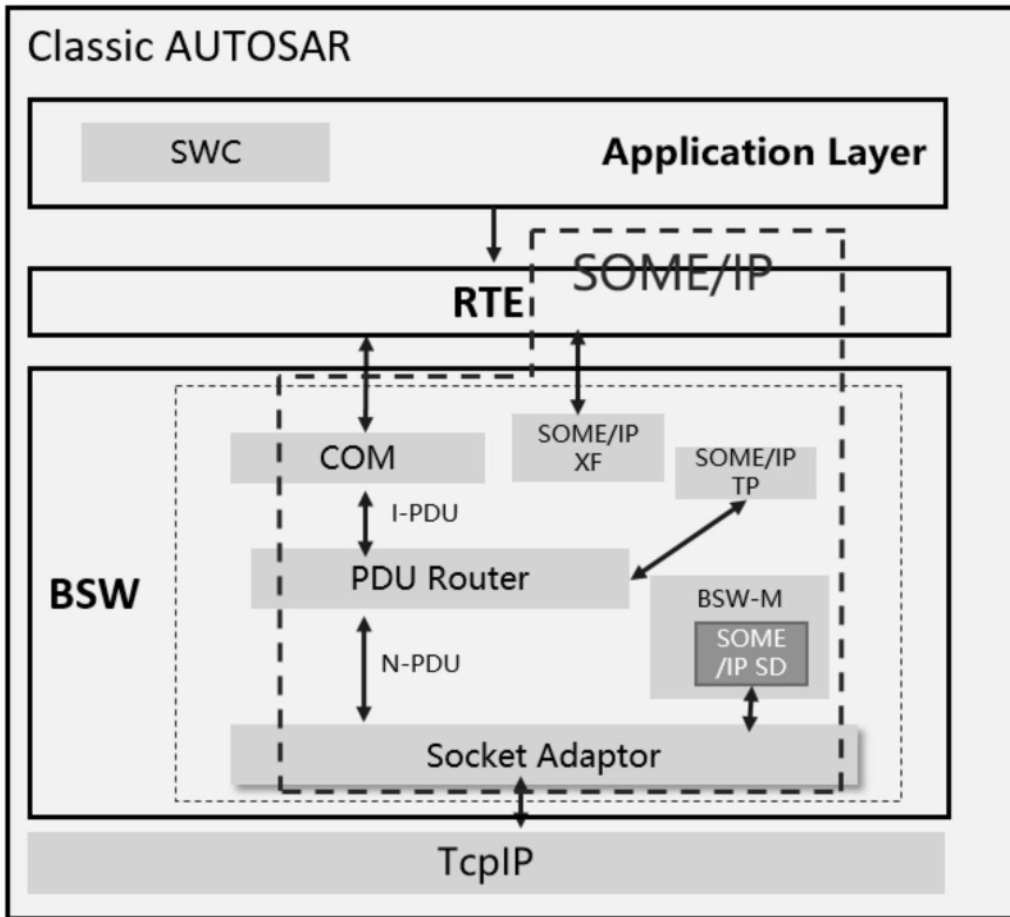 Classic AUTOSAR
SWC
Application Layer
SOME/IP
RTE
COM
SOME/IP
XF
SOME/IP
TP
I-PDU
PDU Router
BSW
BSW-M
SOME
/IP SD
N-PDU
Socket Adaptor
TcpIP